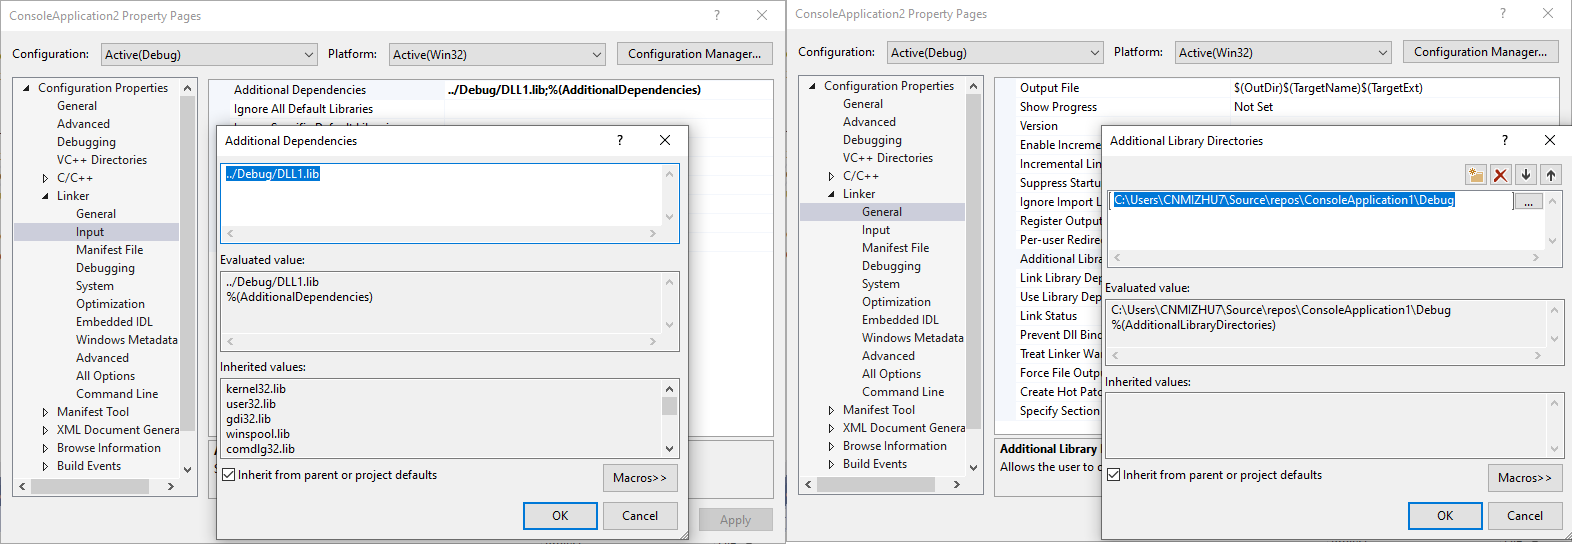 ConsoleApplication2 Property Pages
Configuration: Active(Debug) Platform: Active(Win32) Configuration Manager...
Configuration Properties
General
Advanced
Debugging
VC++ Directories
C/C++
Linker
General
Input
Manifest File
Debugging
System
Optimization
Embedded IDL
Windows Metadata
Advanced
All Options
Command Line
Manifest Tool
XML Document Genera
Browse Information
Build Events
Additional Dependencies ../Debug/DLL1.lib;%(AdditionalDependencies)
Ignore All Default Libraries
Additional Dependencies
../Debug/DLL1.lib
Evaluated value:
../Debug/DLL1.lib
%(AdditionalDependencies)
Inherited values:
kernel32.lib
user32.lib
gdi32.lib
winspool.lib
comdlg32.lib
Inherit from parent or project defaults
Macros>>
OK Cancel
Apply
ConsoleApplication2 Property Pages
Configuration: Active(Debug) Platform: Active(Win32) Configuration Manager...
Configuration Properties
General
Advanced
Debugging
VC++ Directories
C/C++
Linker
General
Input
Manifest File
Debugging
System
Optimization
Embedded IDL
Windows Metadata
Advanced
All Options
Command Line
Manifest Tool
XML Document Genera
Browse Information
Build Events
Output File $(OutDir)$(TargetName)$(TargetExt)
Show Progress Not Set
Version
Enable Increme
Incremental Lin
Suppress Startu
Ignore Import L
Register Output
Per-user Redire
Additional Libra
Link Library Dep
Use Library Dep
Link Status
Prevent Dll Bind
Treat Linker Wa
Force File Outp
Create Hot Patc
Specify Section
Additional Library
Allows the user to o
Additional Library Directories
C:\Users\CNMIZHU7\Source\repos\ConsoleApplication1\Debug ...
Evaluated value:
C:\Users\CNMIZHU7\Source\repos\ConsoleApplication1\Debug
%(AdditionalLibraryDirectories)
Inherited values:
Inherit from parent or project defaults
Macros>>
OK Cancel